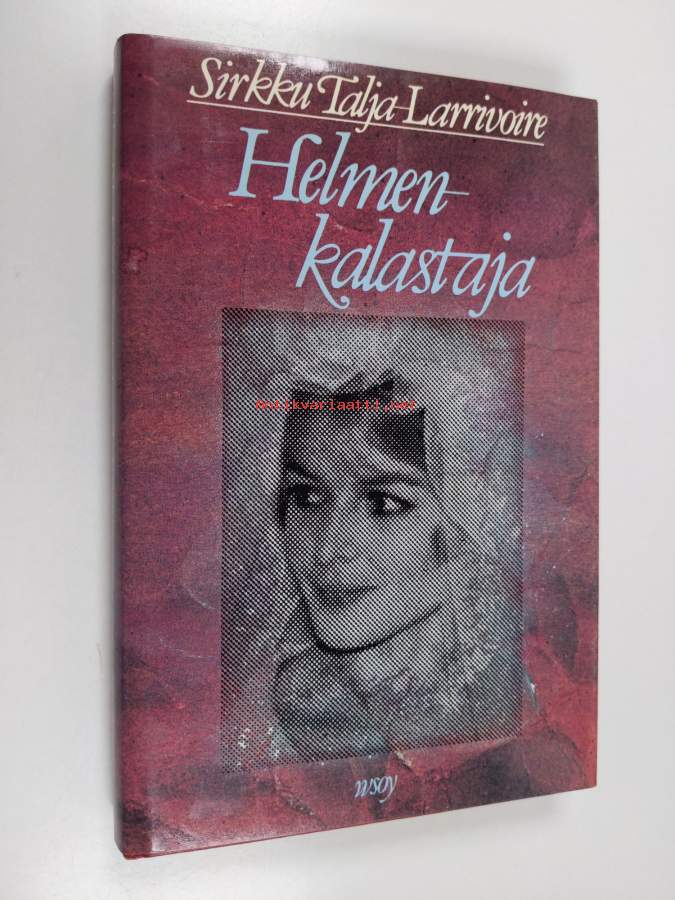 Sirkku Talja-Larrivoire
Helmen-
kalastaja
Antikvariaatti.net
wsoy